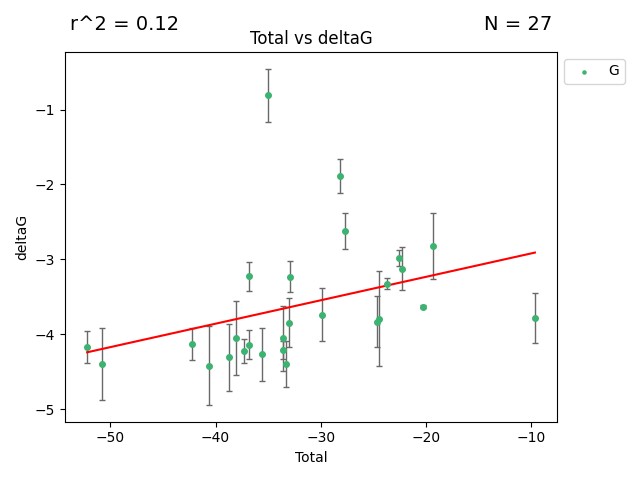 r^2 = 0.12
N = 27
Total vs deltaG
G
−1
−2
−3
−4
−5
deltaG
−50
−40
−30
−20
−10
Total